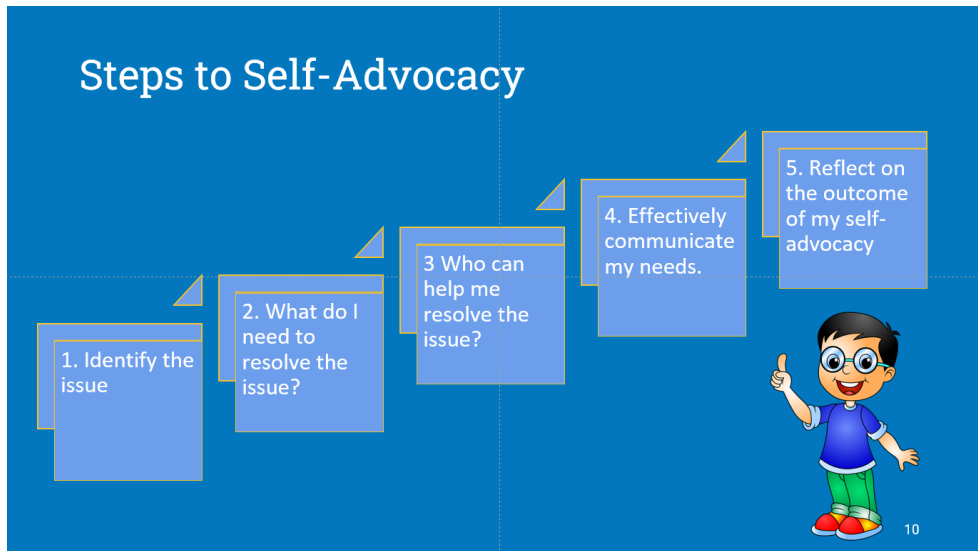 Steps to Self-Advocacy
1. Identify the
issue
2. What do I
need to
resolve the
issue?
3 Who can
help me
resolve the
issue?
4. Effectively
communicate
my needs.
5. Reflect on
the outcome
of my self-
advocacy
10